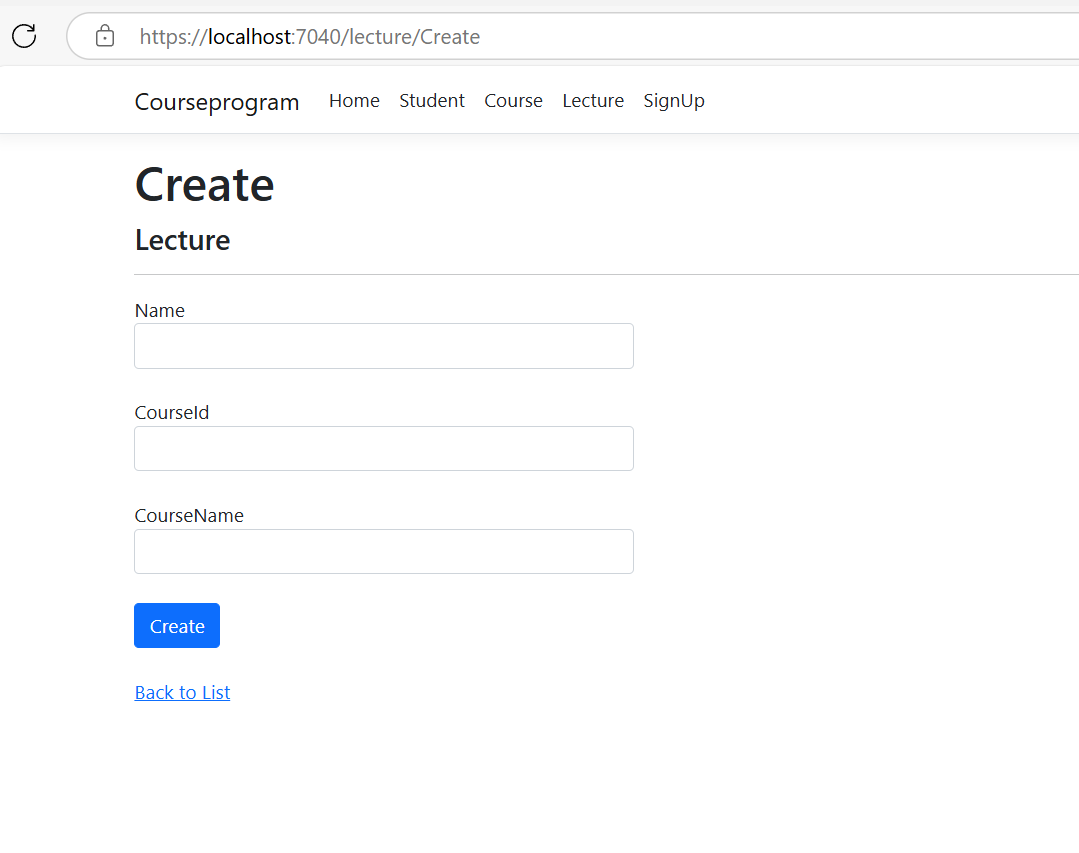 https://localhost:7040/lecture/Create
Courseprogram Home Student Course Lecture SignUp
Create
Lecture
Name
CourseId
CourseName
Create
Back to List